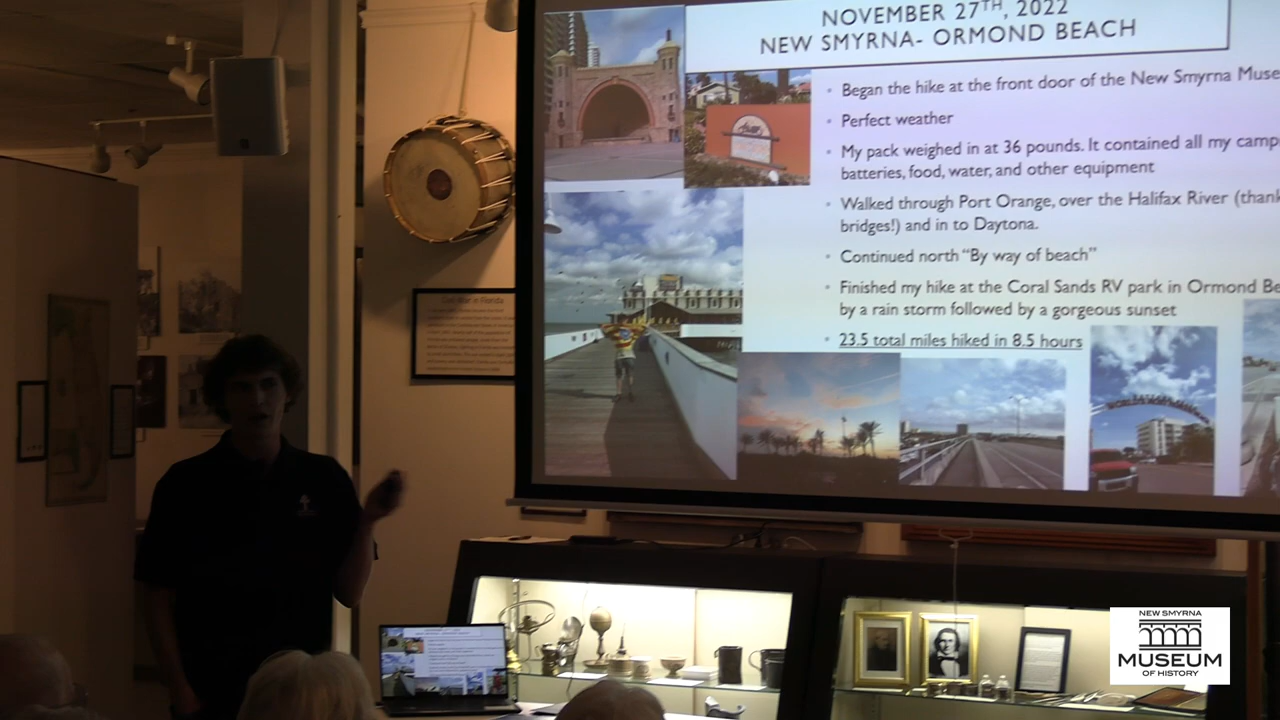 NOVEMBER 27TH, 2022
NEW SMYRNA- ORMOND BEACH
• Began the hike at the front door of the New Smyrna Muse
• Perfect weather
• My pack weighed in at 36 pounds. It contained all my camp
batteries, food, water, and other equipment
• Walked through Port Orange, over the Halifax River (thank
bridges!) and in to Daytona.
• Continued north "By way of beach"
• Finished my hike at the Coral Sands RV park in Ormond Be
by a rain storm followed by a gorgeous sunset
• 23.5 total miles hiked in 8.5 hours
NEW SMYRNA
MUSEUM
OF HISTORY